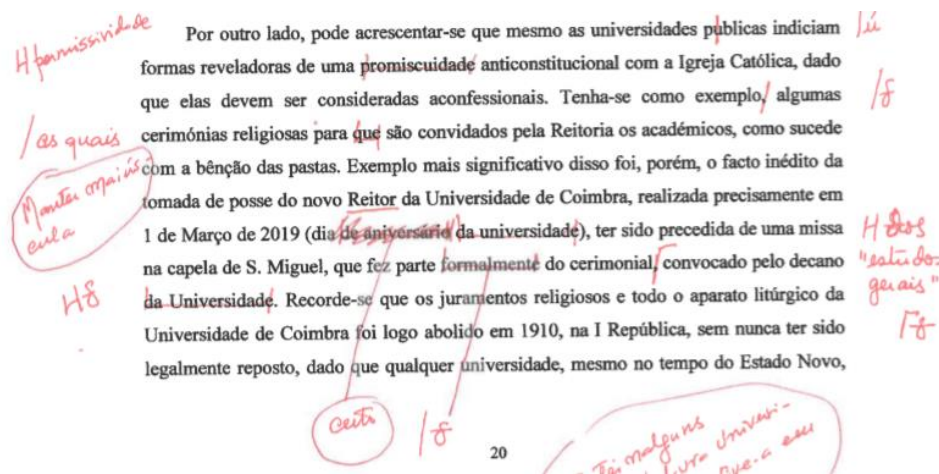 H permissividade
Por outro lado, pode acrescentar-se que mesmo as universidades publicas indiciam /ú
formas reveladoras de uma promiscuidade anticonstitucional com a Igreja Católica, dado
que elas devem ser consideradas aconfessionais. Tenha-se como exemplo, algumas
/as quais
cerimónias religiosas para que são convidados pela Reitoria os académicos, como sucede
Manter maiúscula
com a bênção das pastas. Exemplo mais significativo disso foi, porém, o facto inédito da
tomada de posse do novo Reitor da Universidade de Coimbra, realizada precisamente em
1 de Março de 2019 (dia de aniversário da universidade), ter sido precedida de uma missa
H dos
"estudos
gerais"
na capela de S. Miguel, que fez parte formalmente do cerimonial, convocado pelo decano
da Universidade. Recorde-se que os juramentos religiosos e todo o aparato litúrgico da
Universidade de Coimbra foi logo abolido em 1910, na I República, sem nunca ter sido
legalmente reposto, dado que qualquer universidade, mesmo no tempo do Estado Novo,
20